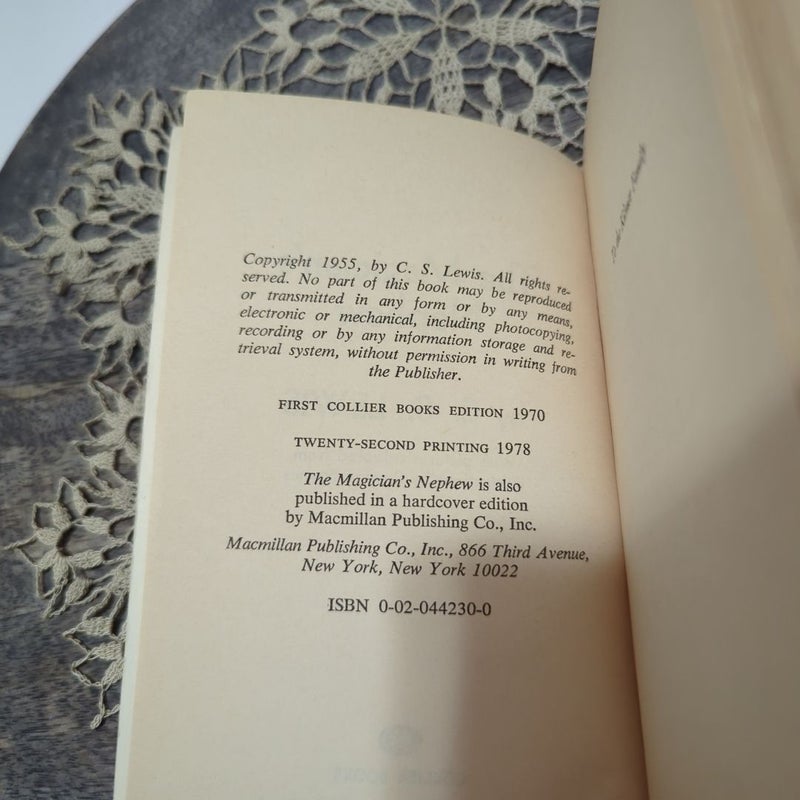 Copyright 1955, by C. S. Lewis. All rights re-
served. No part of this book may be reproduced
or transmitted in any form or by any means,
electronic or mechanical, including photocopying,
recording or by any information storage and re-
trieval system, without permission in writing from
the Publisher.
FIRST COLLIER BOOKS EDITION 1970
TWENTY-SECOND PRINTING 1978
The Magician's Nephew is also
published in a hardcover edition
by Macmillan Publishing Co., Inc.
Macmillan Publishing Co., Inc., 866 Third Avenue,
New York, New York 10022
ISBN 0-02-044230-0